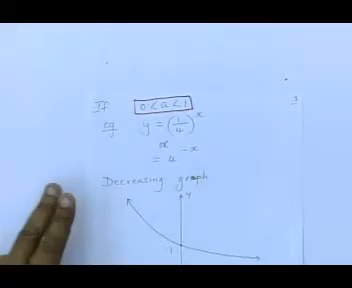 If 0 < a < 1
eg y = (1/4)^x
or
= 4^-x
Decreasing graph
y
1